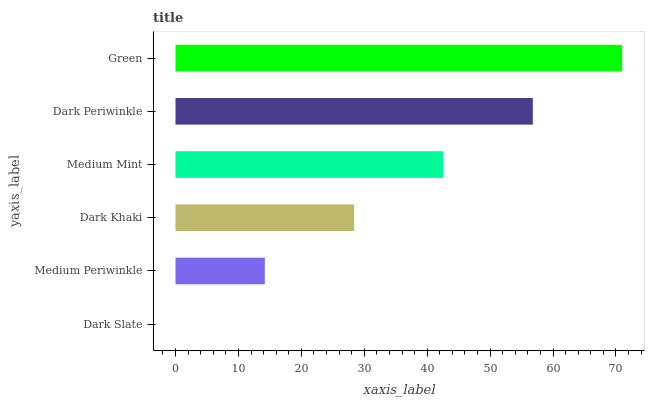 title
Green
Dark Periwinkle
Medium Mint
Dark Khaki
Medium Periwinkle
Dark Slate
yaxis_label
0 10 20 30 40 50 60 70
xaxis_label